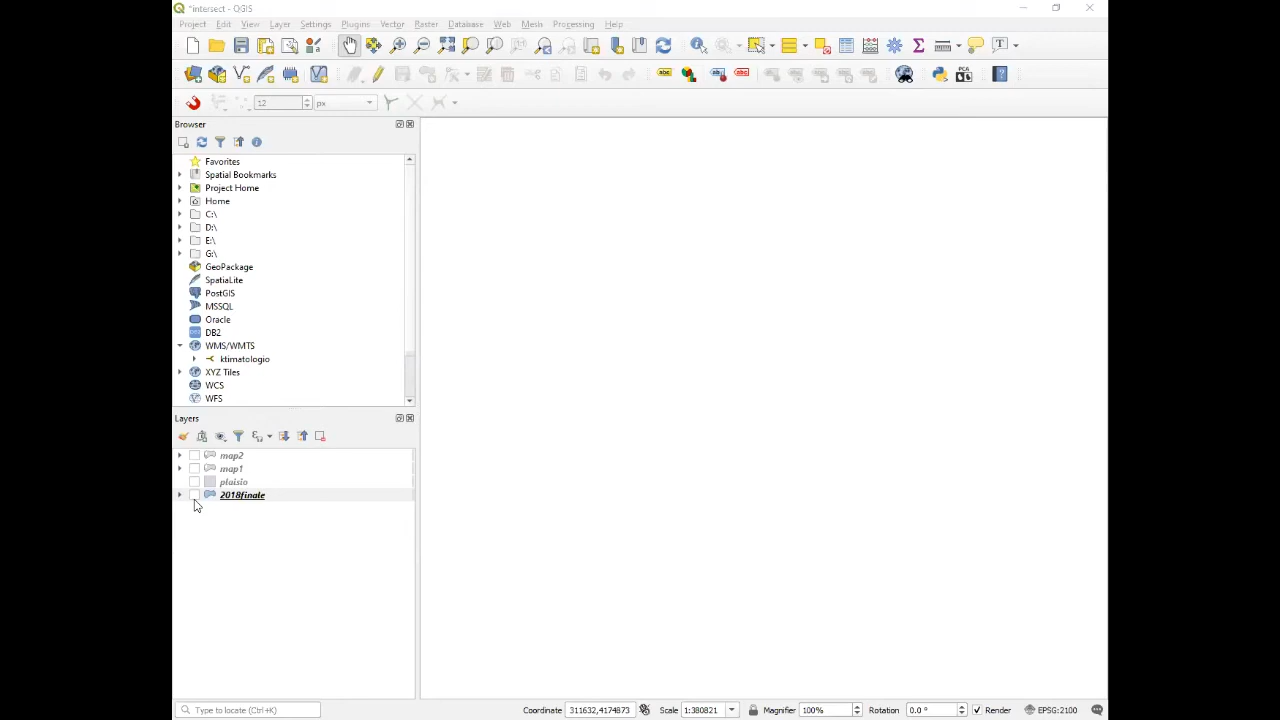 *intersect - QGIS
Project Edit View Layer Settings Plugins Vector Raster Database Web Mesh Processing Help
12 px
Browser
Favorites
Spatial Bookmarks
Project Home
Home
C:\
D:\
E:\
G:\
GeoPackage
SpatiaLite
PostGIS
MSSQL
Oracle
DB2
WMS/WMTS
ktimatologio
XYZ Tiles
WCS
WFS
Layers
map2
map1
plaisio
2018finale
Type to locate (Ctrl+K) Coordinate 311632,4174873 Scale 1:380821 Magnifier 100% Rotation 0.0 ° Render EPSG:2100